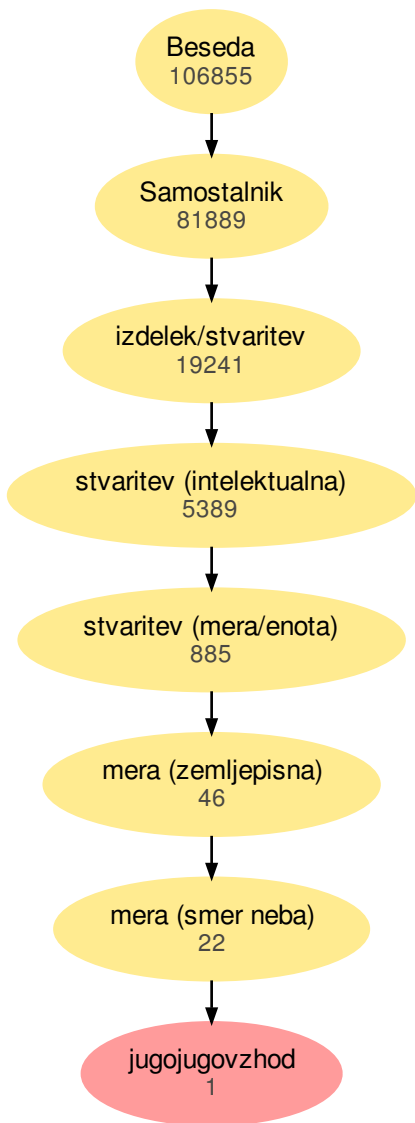 Beseda
106855
Samostalnik
81889
izdelek/stvaritev
19241
stvaritev (intelektualna)
5389
stvaritev (mera/enota)
885
mera (zemljepisna)
46
mera (smer neba)
22
jugojugovzhod
1